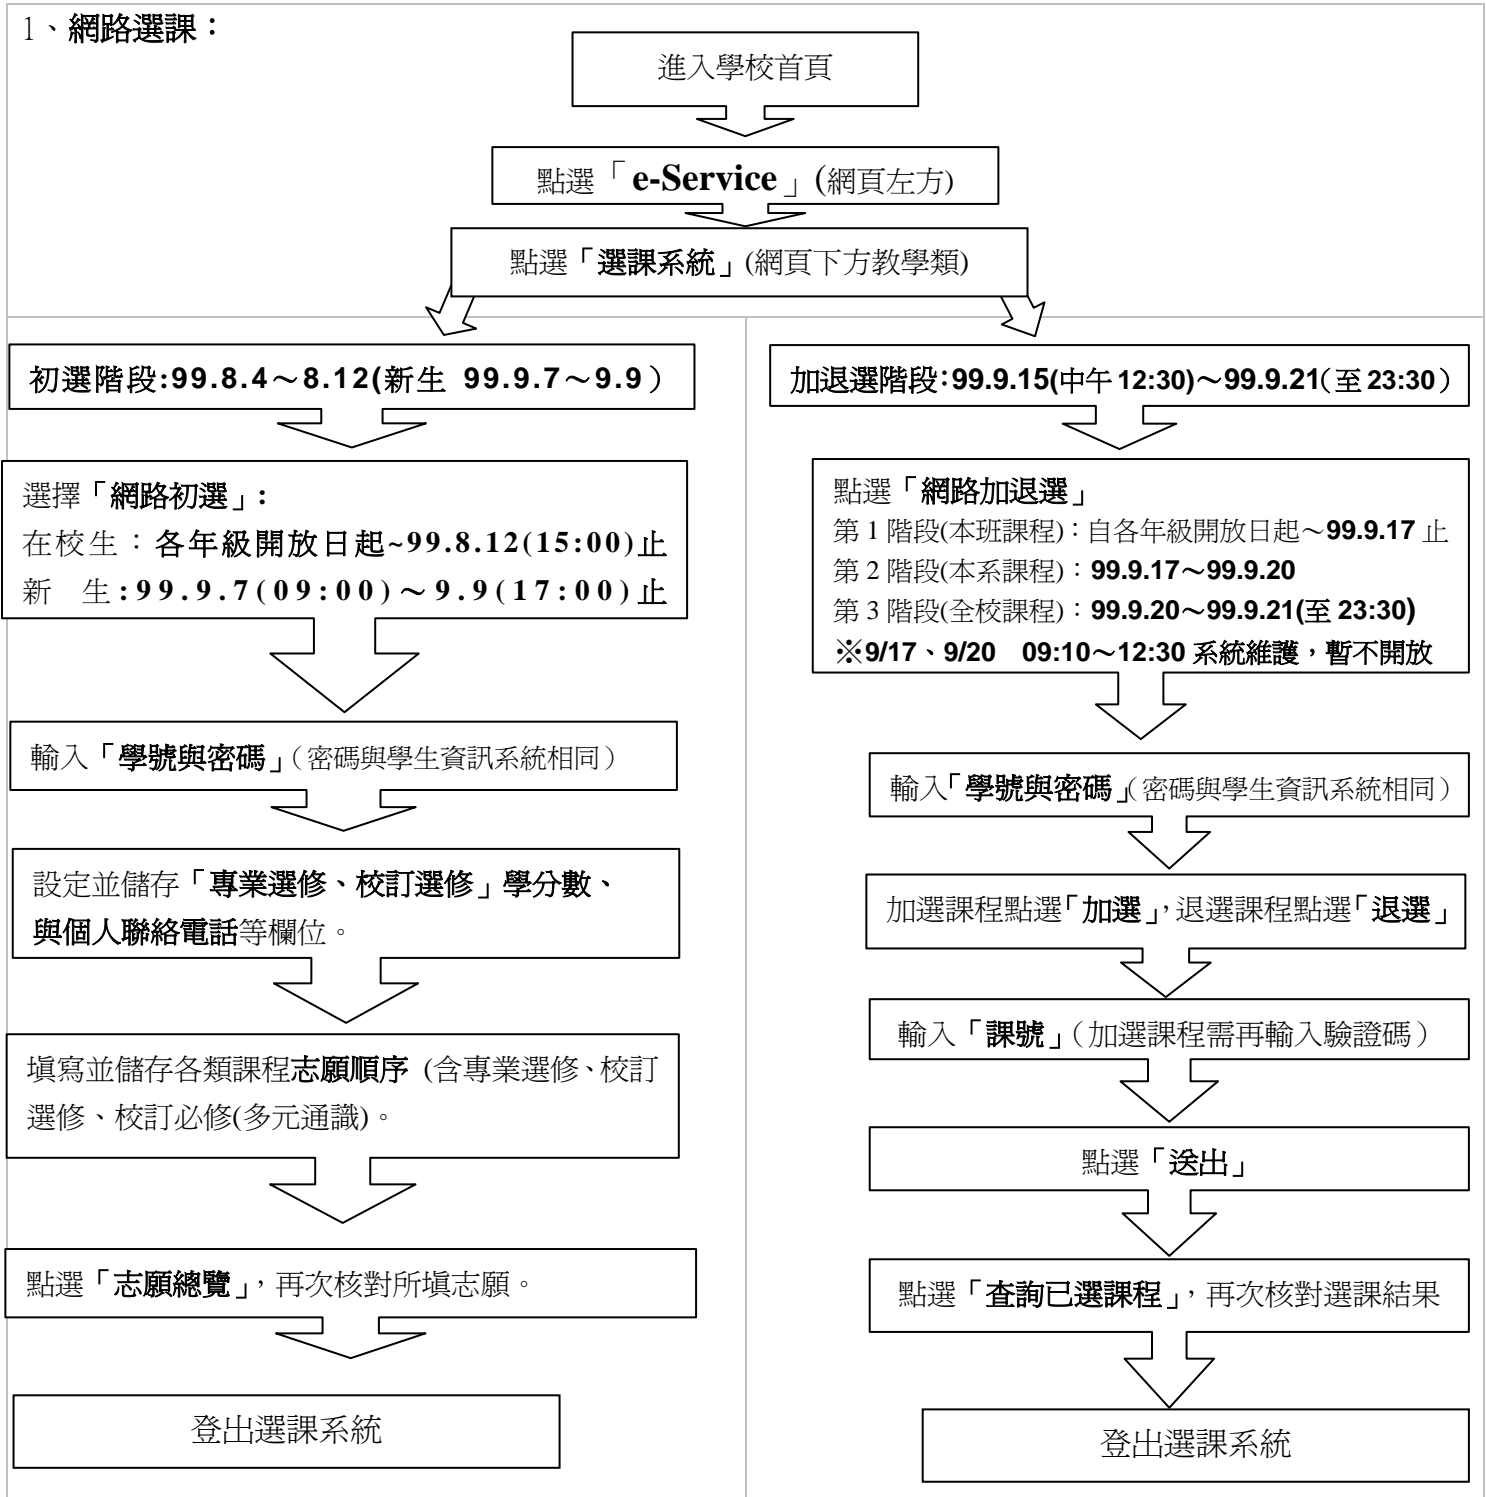 1、網路選課：
進入學校首頁
點選「e-Service」(網頁左方)
點選「選課系統」(網頁下方教學類)
初選階段:99.8.4～8.12(新生 99.9.7～9.9）
選擇「網路初選」:
在校生：各年級開放日起~99.8.12(15:00)止
新 生:99.9.7(09:00)～9.9(17:00)止
輸入「學號與密碼」（密碼與學生資訊系統相同）
設定並儲存「專業選修、校訂選修」學分數、
與個人聯絡電話等欄位。
填寫並儲存各類課程志願順序 (含專業選修、校訂
選修、校訂必修(多元通識)。
點選「志願總覽」，再次核對所填志願。
登出選課系統
加退選階段：99.9.15(中午 12:30)～99.9.21（至 23:30）
點選「網路加退選」
第 1 階段(本班課程)：自各年級開放日起～99.9.17 止
第 2 階段(本系課程)：99.9.17～99.9.20
第 3 階段(全校課程)：99.9.20～99.9.21(至 23:30)
※9/17、9/20 09:10～12:30 系統維護，暫不開放
輸入「學號與密碼」（密碼與學生資訊系統相同）
加選課程點選「加選」，退選課程點選「退選」
輸入「課號」（加選課程需再輸入驗證碼）
點選「送出」
點選「查詢已選課程」，再次核對選課結果
登出選課系統